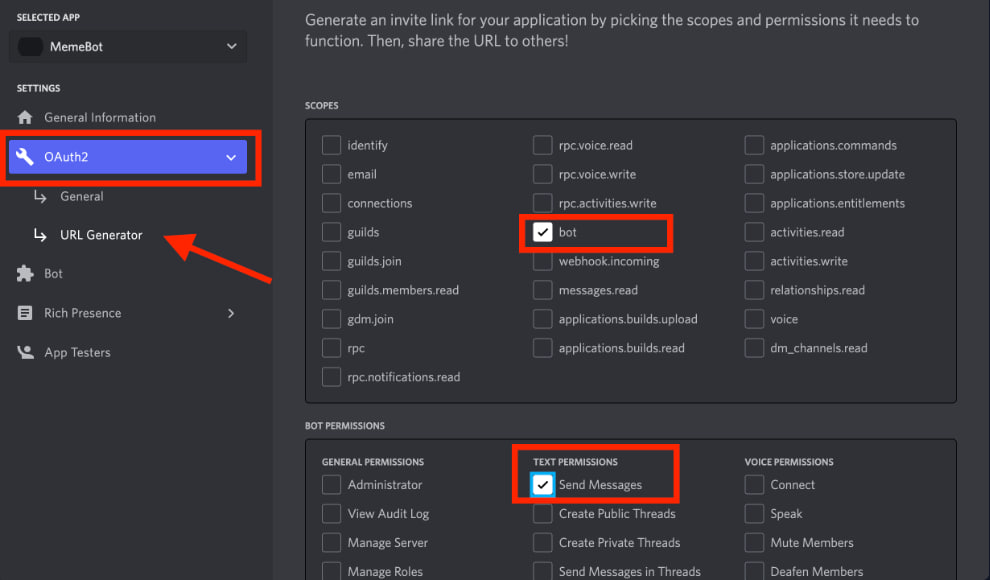 SELECTED APP
MemeBot
SETTINGS
General Information
OAuth2
General
URL Generator
Bot
Rich Presence
App Testers
Generate an invite link for your application by picking the scopes and permissions it needs to
function. Then, share the URL to others!
SCOPES
identify
email
connections
guilds
guilds.join
guilds.members.read
gdm.join
rpc
rpc.notifications.read
rpc.voice.read
rpc.voice.write
rpc.activities.write
bot
webhook.incoming
messages.read
applications.builds.upload
applications.builds.read
applications.commands
applications.store.update
applications.entitlements
activities.read
activities.write
relationships.read
voice
dm_channels.read
BOT PERMISSIONS
GENERAL PERMISSIONS
Administrator
View Audit Log
Manage Server
Manage Roles
TEXT PERMISSIONS
Send Messages
Create Public Threads
Create Private Threads
Send Messages in Threads
VOICE PERMISSIONS
Connect
Speak
Mute Members
Deafen Members